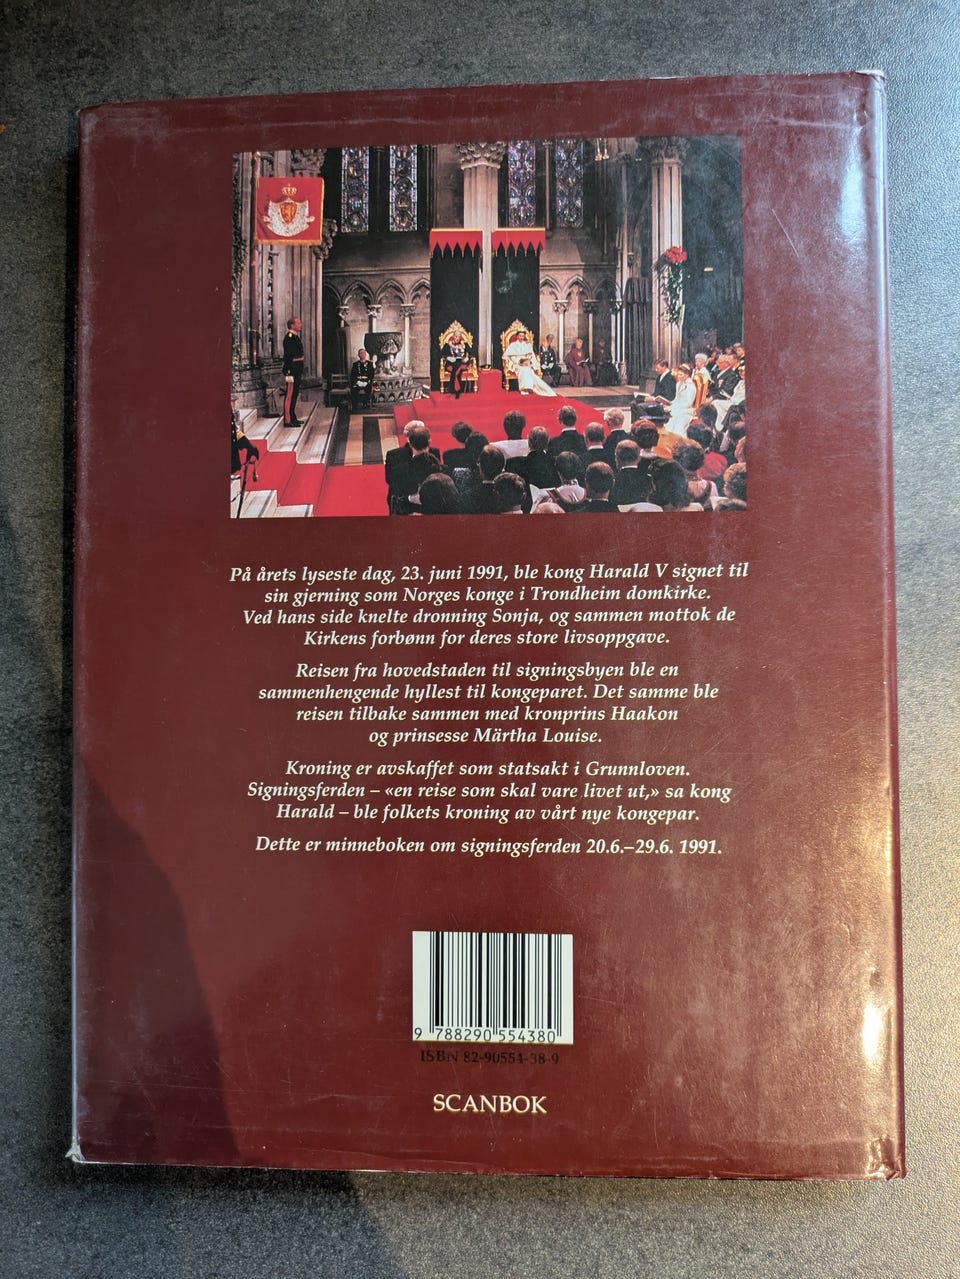 På årets lyseste dag, 23. juni 1991, ble kong Harald V signet til
sin gjerning som Norges konge i Trondheim domkirke.
Ved hans side knelte dronning Sonja, og sammen mottok de
Kirkens forbønn for deres store livsoppgave.
Reisen fra hovedstaden til signingsbyen ble en
sammenhengende hyllest til kongeparet. Det samme ble
reisen tilbake sammen med kronprins Haakon
og prinsesse Märtha Louise.
Kroning er avskaffet som statsakt i Grunnloven.
Signingsferden – «en reise som skal vare livet ut,» sa kong
Harald – ble folkets kroning av vårt nye kongepar.
Dette er minneboken om signingsferden 20.6.–29.6. 1991.
9 788290 554380
ISBN 82-90554-38-9
SCANBOK